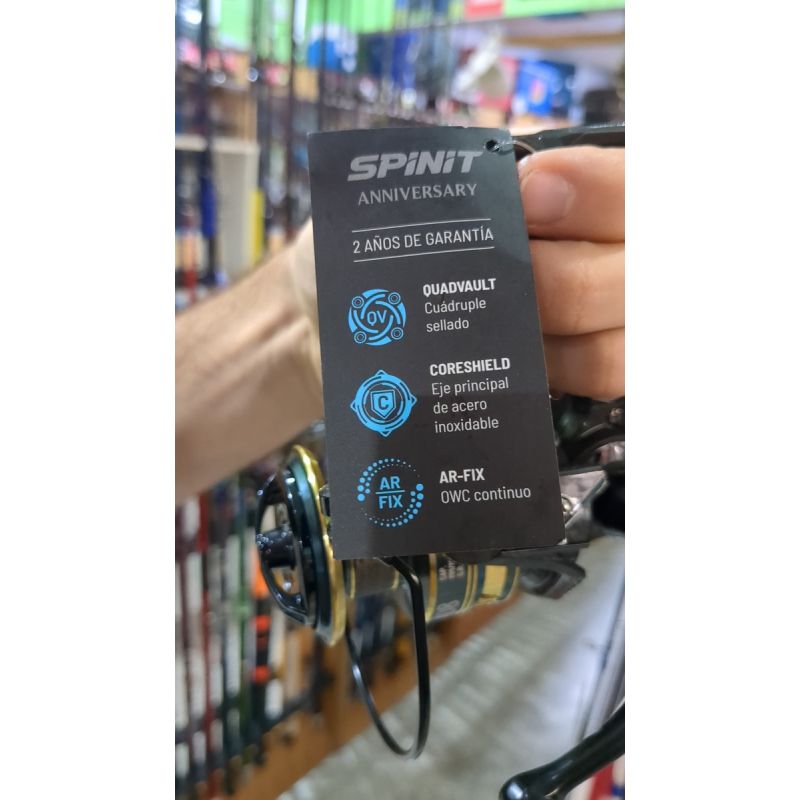 SPINIT
ANNIVERSARY
2 AÑOS DE GARANTÍA
QV
QUADVAULT
Cuádruple
sellado
C
CORESHIELD
Eje principal
de acero
inoxidable
AR
FIX
AR-FIX
OWC continuo